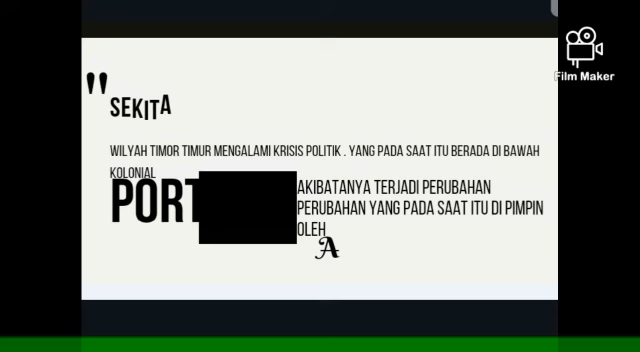 "
SEKITA
WILYAH TIMOR TIMUR MENGALAMI KRISIS POLITIK . YANG PADA SAAT ITU BERADA DI BAWAH
KOLONIAL
PORT
AKIBATANYA TERJADI PERUBAHAN
PERUBAHAN YANG PADA SAAT ITU DI PIMPIN
OLEH
A
Film Maker